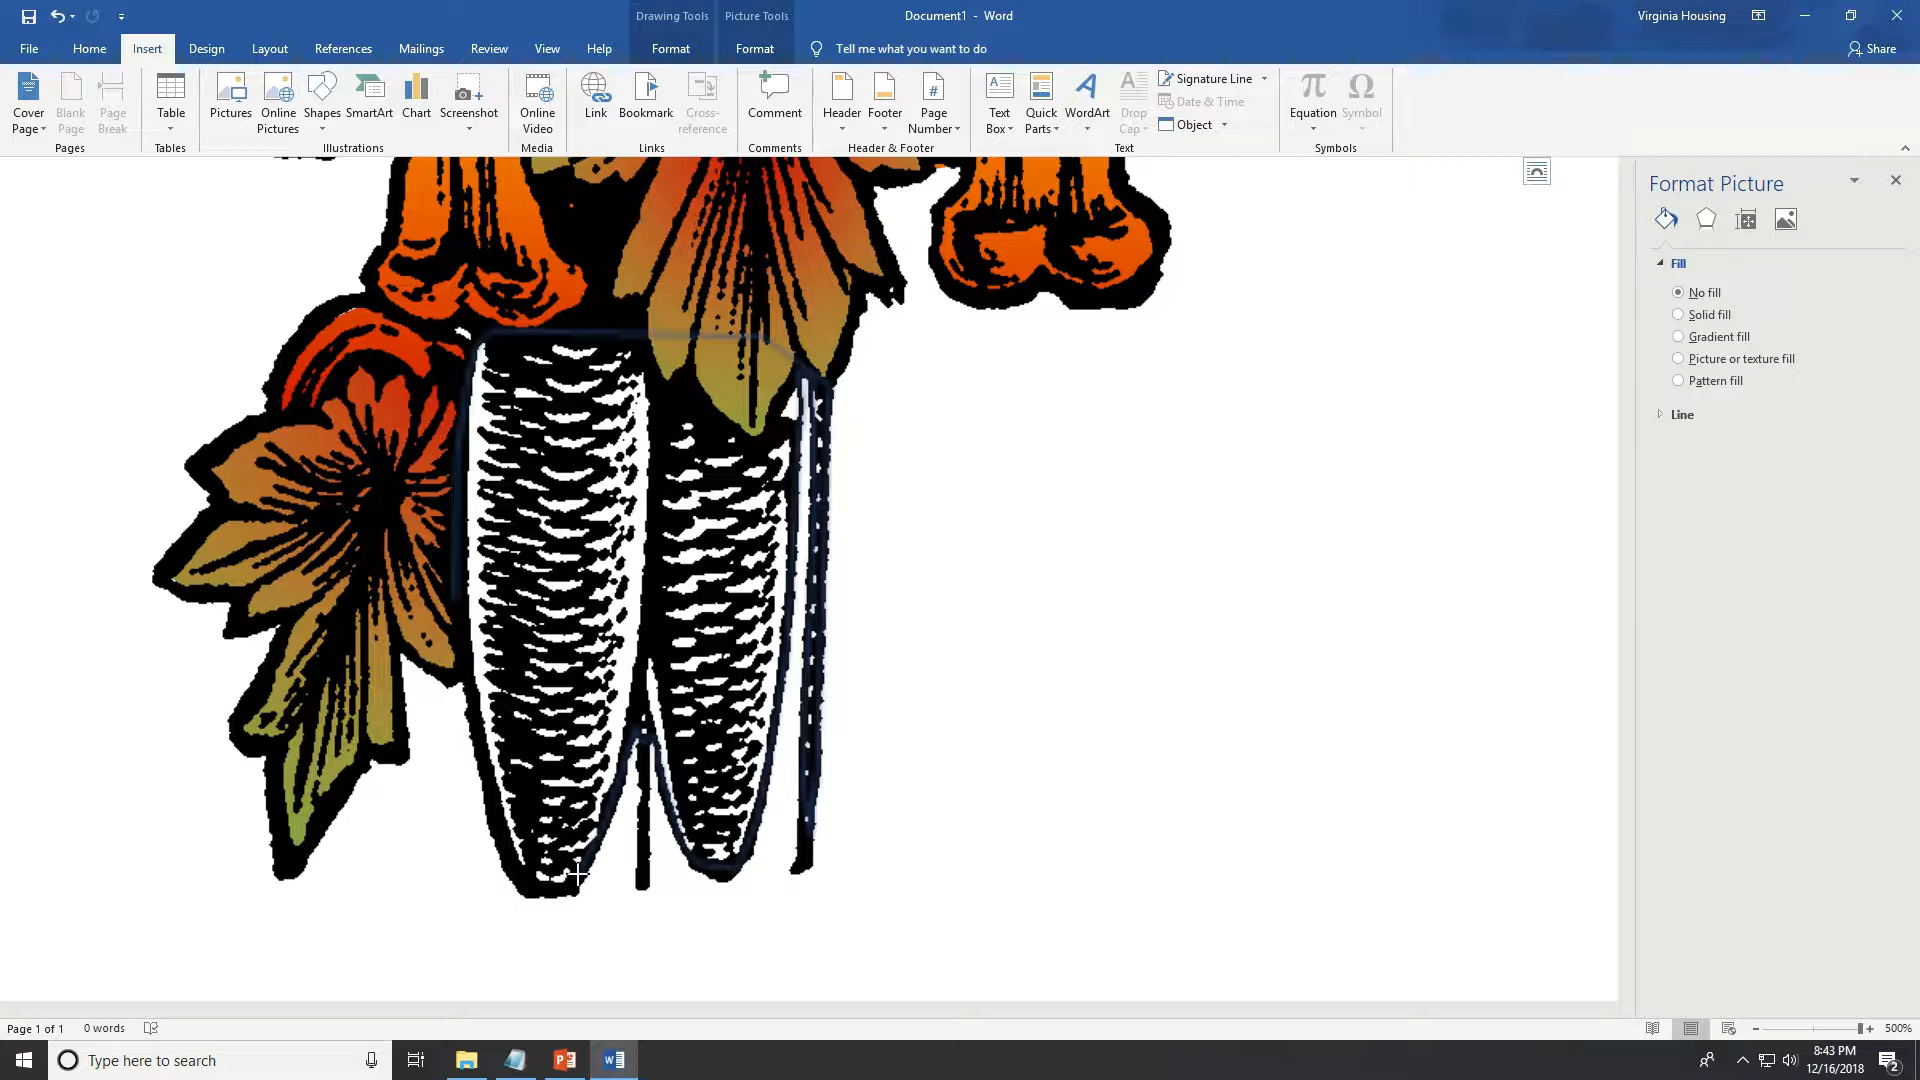 Drawing Tools Picture Tools Document1 - Word Virginia Housing
File Home Insert Design Layout References Mailings Review View Help Format Format Tell me what you want to do Share
Cover Page
Blank Page
Page Break
Pages
Table
Tables
Pictures
Online Pictures
Shapes
SmartArt
Chart
Screenshot
Illustrations
Online Video
Media
Link
Bookmark
Cross-reference
Links
Comment
Comments
Header
Footer
Page Number
Header & Footer
Text Box
Quick Parts
WordArt
Drop Cap
Signature Line
Date & Time
Object
Text
Equation
Symbol
Symbols
Format Picture
Fill
No fill
Solid fill
Gradient fill
Picture or texture fill
Pattern fill
Line
Page 1 of 1 0 words 500%
Type here to search
8:43 PM
12/16/2018
2